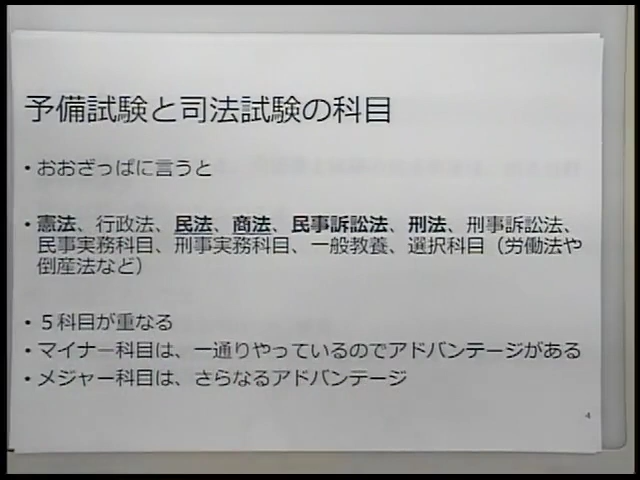 予備試験と司法試験の科目
・おおざっぱに言うと
・憲法、行政法、民法、商法、民事訴訟法、刑法、刑事訴訟法、
民事実務科目、刑事実務科目、一般教養、選択科目（労働法や
倒産法など）
・５科目が重なる
・マイナー科目は、一通りやっているのでアドバンテージがある
・メジャー科目は、さらなるアドバンテージ
4